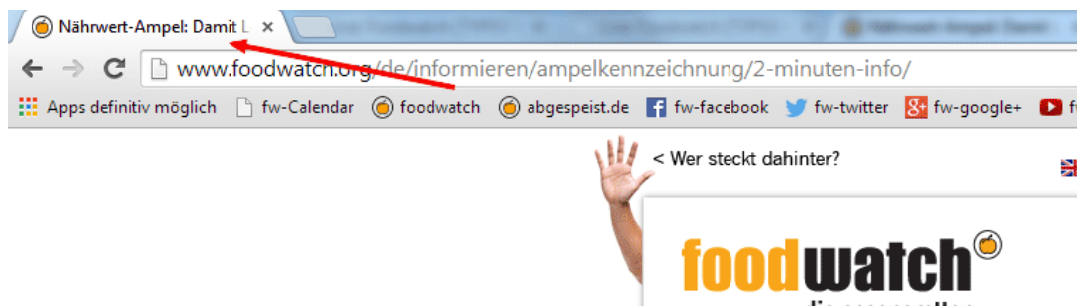 Nährwert-Ampel: Damit L
www.foodwatch.org/de/informieren/ampelkennzeichnung/2-minuten-info/
Apps definitiv möglich fw-Calendar foodwatch abgespeist.de fw-facebook fw-twitter fw-google+
< Wer steckt dahinter?
foodwatch